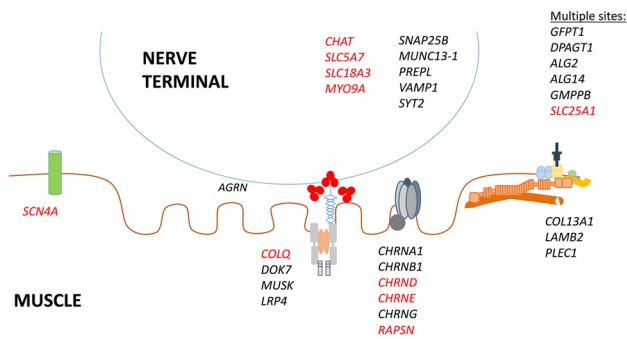 NERVE
TERMINAL
CHAT
SLC5A7
SLC18A3
MYO9A
SNAP25B
MUNC13-1
PREPL
VAMP1
SYT2
Multiple sites:
GFPT1
DPAGT1
ALG2
ALG14
GMPPB
SLC25A1
SCN4A
AGRN
COLQ
DOK7
MUSK
LRP4
CHRNA1
CHRNB1
CHRND
CHRNE
CHRNG
RAPSN
COL13A1
LAMB2
PLEC1
MUSCLE